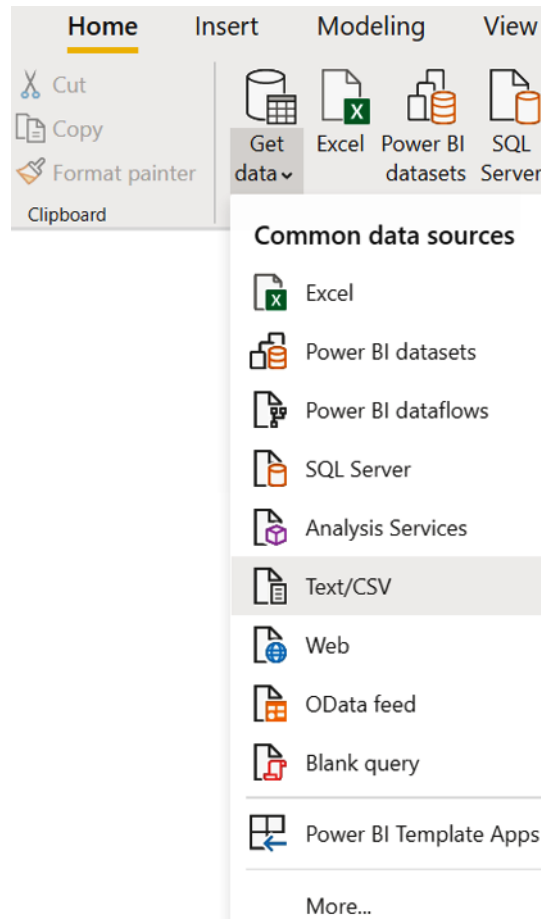 Home Insert Modeling View
Cut
Copy
Format painter
Clipboard
Get data
Excel
Power BI datasets
SQL Server
Common data sources
Excel
Power BI datasets
Power BI dataflows
SQL Server
Analysis Services
Text/CSV
Web
OData feed
Blank query
Power BI Template Apps
More...